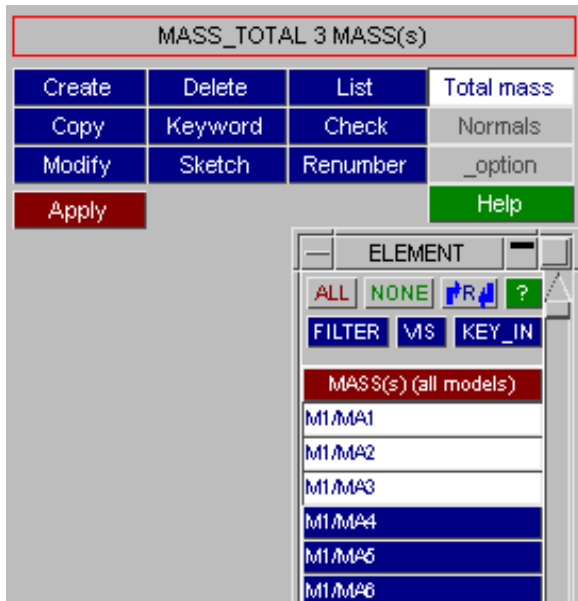 MASS_TOTAL 3 MASS(s)
Create Delete List Total mass
Copy Keyword Check Normals
Modify Sketch Renumber _option
Apply Help
ELEMENT
ALL NONE R ?
FILTER VIS KEY_IN
MASS(s) (all models)
M1/MA1
M1/MA2
M1/MA3
M1/MA4
M1/MA5
M1/MA6